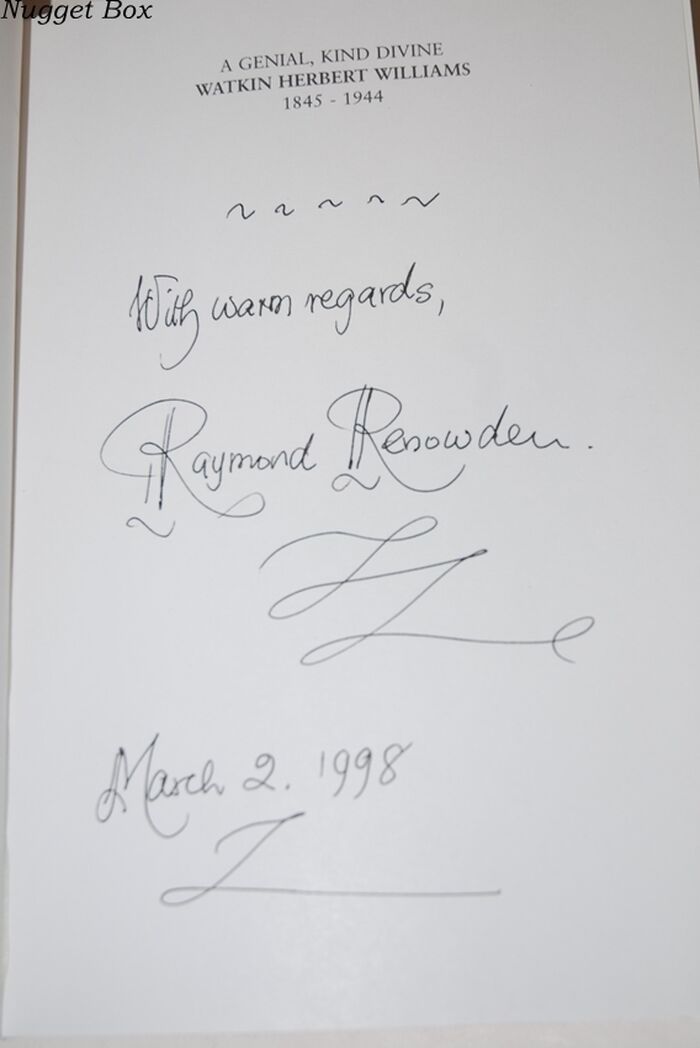 Nugget Box
A GENIAL, KIND DIVINE
WATKIN HERBERT WILLIAMS
1845 - 1944
~ ~ ~ ~ ~
With warm regards,
Raymond Renowden.
March 2. 1998